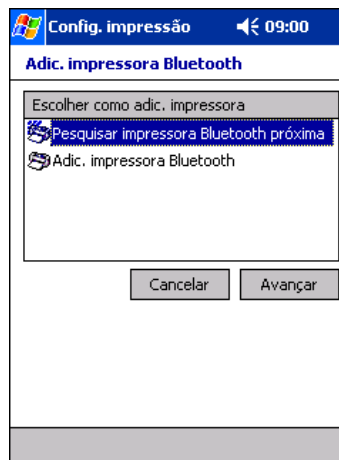 Config. impressão 09:00
Adic. impressora Bluetooth
Escolher como adic. impressora
Pesquisar impressora Bluetooth próxima
Adic. impressora Bluetooth
Cancelar Avançar